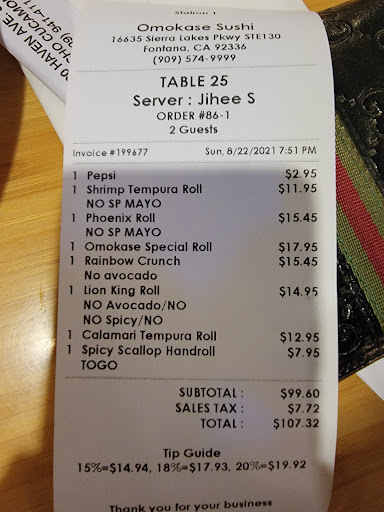 Station 1
Omokase Sushi
16635 Sierra Lakes Pkwy STE130
Fontana, CA 92336
(909) 574-9999
TABLE 25
Server : Jihee S
ORDER #86-1
2 Guests
Invoice #199677 Sun, 8/22/2021 7:51 PM
1 Pepsi $2.95
1 Shrimp Tempura Roll $11.95
NO SP MAYO
1 Phoenix Roll $15.45
NO SP MAYO
1 Omokase Special Roll $17.95
1 Rainbow Crunch $15.45
No avocado
1 Lion King Roll $14.95
NO Avocado/NO
NO Spicy/NO
1 Calamari Tempura Roll $12.95
1 Spicy Scallop Handroll $7.95
TOGO
SUBTOTAL : $99.60
SALES TAX : $7.72
TOTAL : $107.32
Tip Guide
15%=$14.94, 18%=$17.93, 20%=$19.92
Thank you for your business
HAVEN AVE